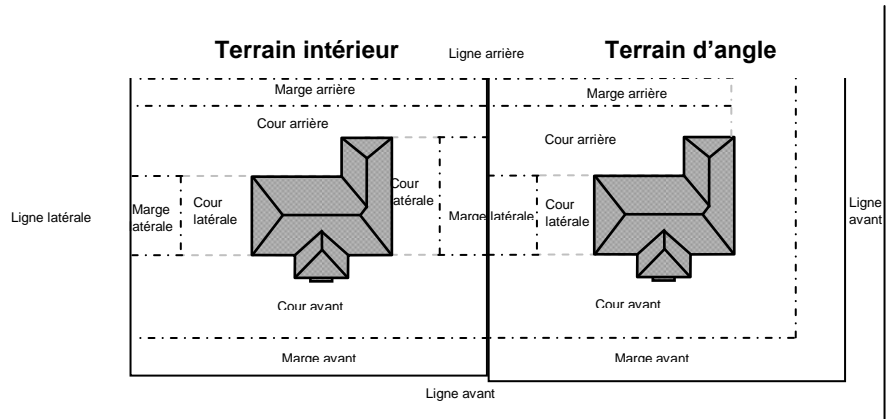 Terrain intérieur
Ligne arrière
Terrain d’angle
Marge arrière
Marge arrière
Cour arrière
Cour arrière
Ligne latérale
Marge
latérale
Cour
latérale
Cour
latérale
Marge latérale
Cour
latérale
Ligne
avant
Cour avant
Cour avant
Marge avant
Marge avant
Ligne avant